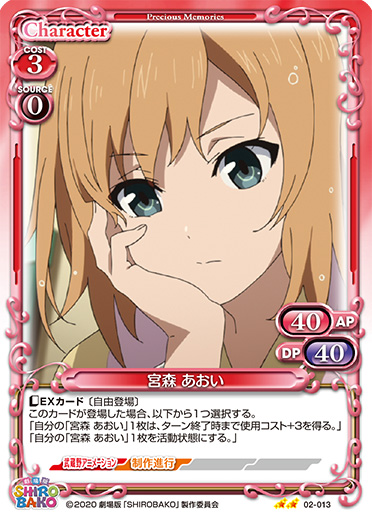 Precious Memories
Character
COST
3
SOURCE
0
40 AP
DP 40
宮森 あおい
EXカード〔自由登場〕
このカードが登場した場合、以下から1つ選択する。
「自分の「宮森 あおい」1枚は、ターン終了時まで使用コスト+3を得る。」
「自分の「宮森 あおい」1枚を活動状態にする。」
武蔵野アニメーション 制作進行
劇場版
SHIRO
BAKO
©2020 劇場版「SHIROBAKO」製作委員会
02-013